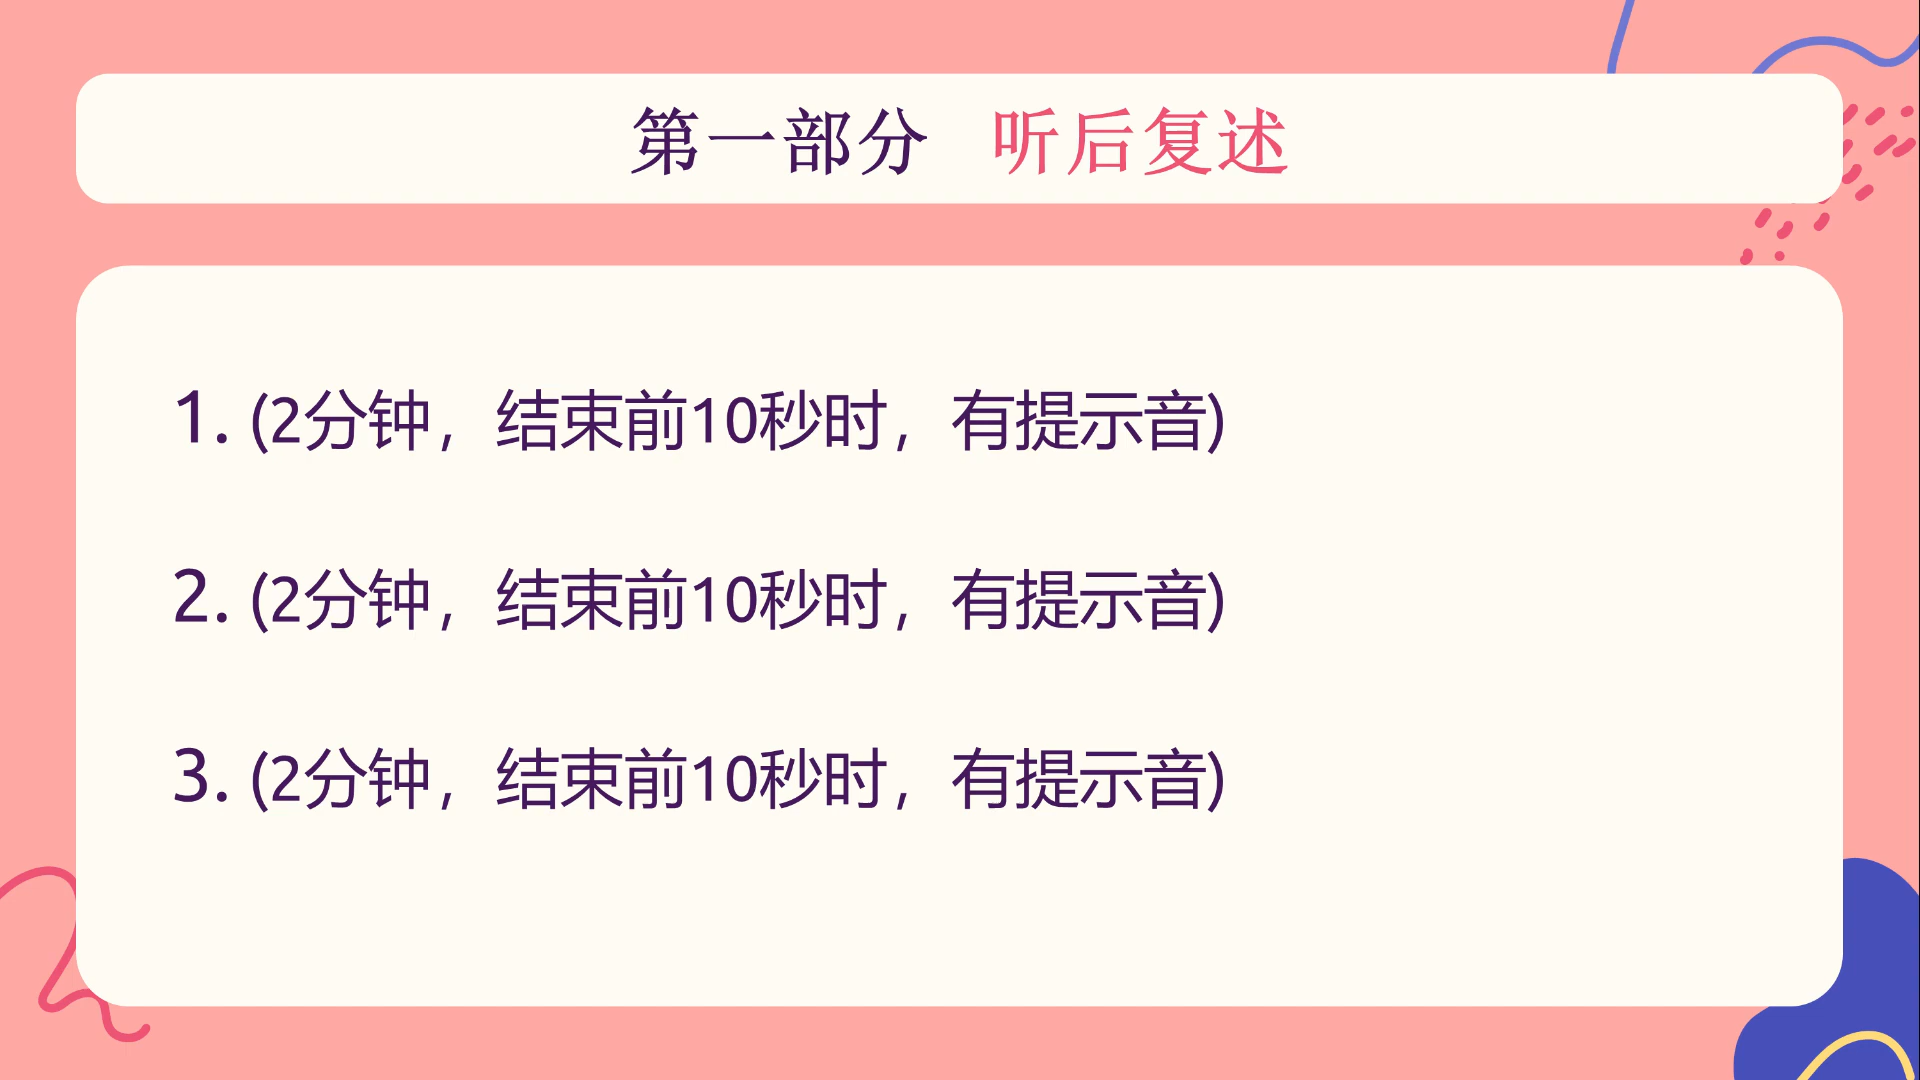 第一部分 听后复述
1. (2分钟，结束前10秒时，有提示音)
2. (2分钟，结束前10秒时，有提示音)
3. (2分钟，结束前10秒时，有提示音)